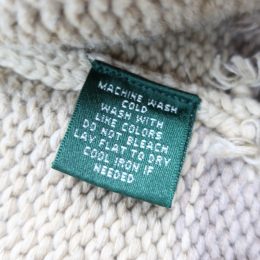 MACHINE WASH
COLD
WASH WITH
LIKE COLORS
DO NOT BLEACH
LAY FLAT TO DRY
COOL IRON IF
NEEDED